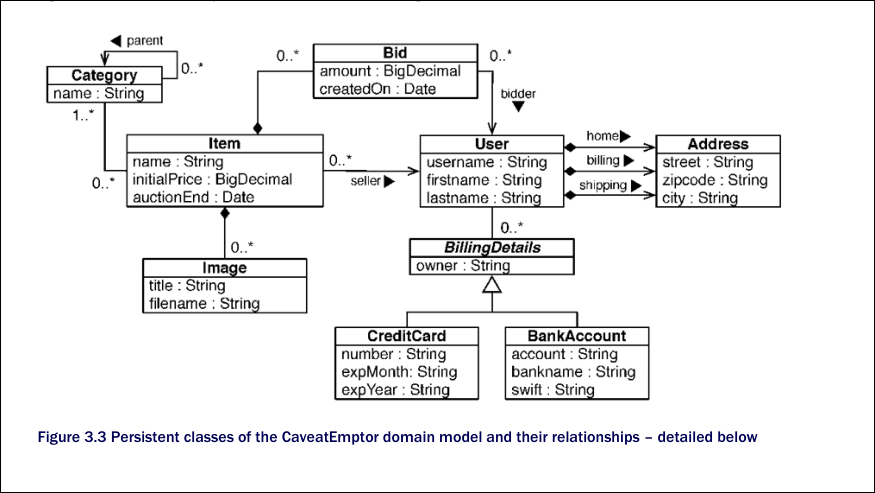 parent
0..*
Category
name : String
1..*
0..*
Bid
amount : BigDecimal
createdOn : Date
0..*
bidder
Item
name : String
initialPrice : BigDecimal
auctionEnd : Date
0..*
0..*
seller
User
username : String
firstname : String
lastname : String
home
billing
shipping
Address
street : String
zipcode : String
city : String
0..*
Image
title : String
filename : String
0..*
BillingDetails
owner : String
CreditCard
number : String
expMonth: String
expYear : String
BankAccount
account : String
bankname : String
swift : String
Figure 3.3 Persistent classes of the CaveatEmptor domain model and their relationships – detailed below